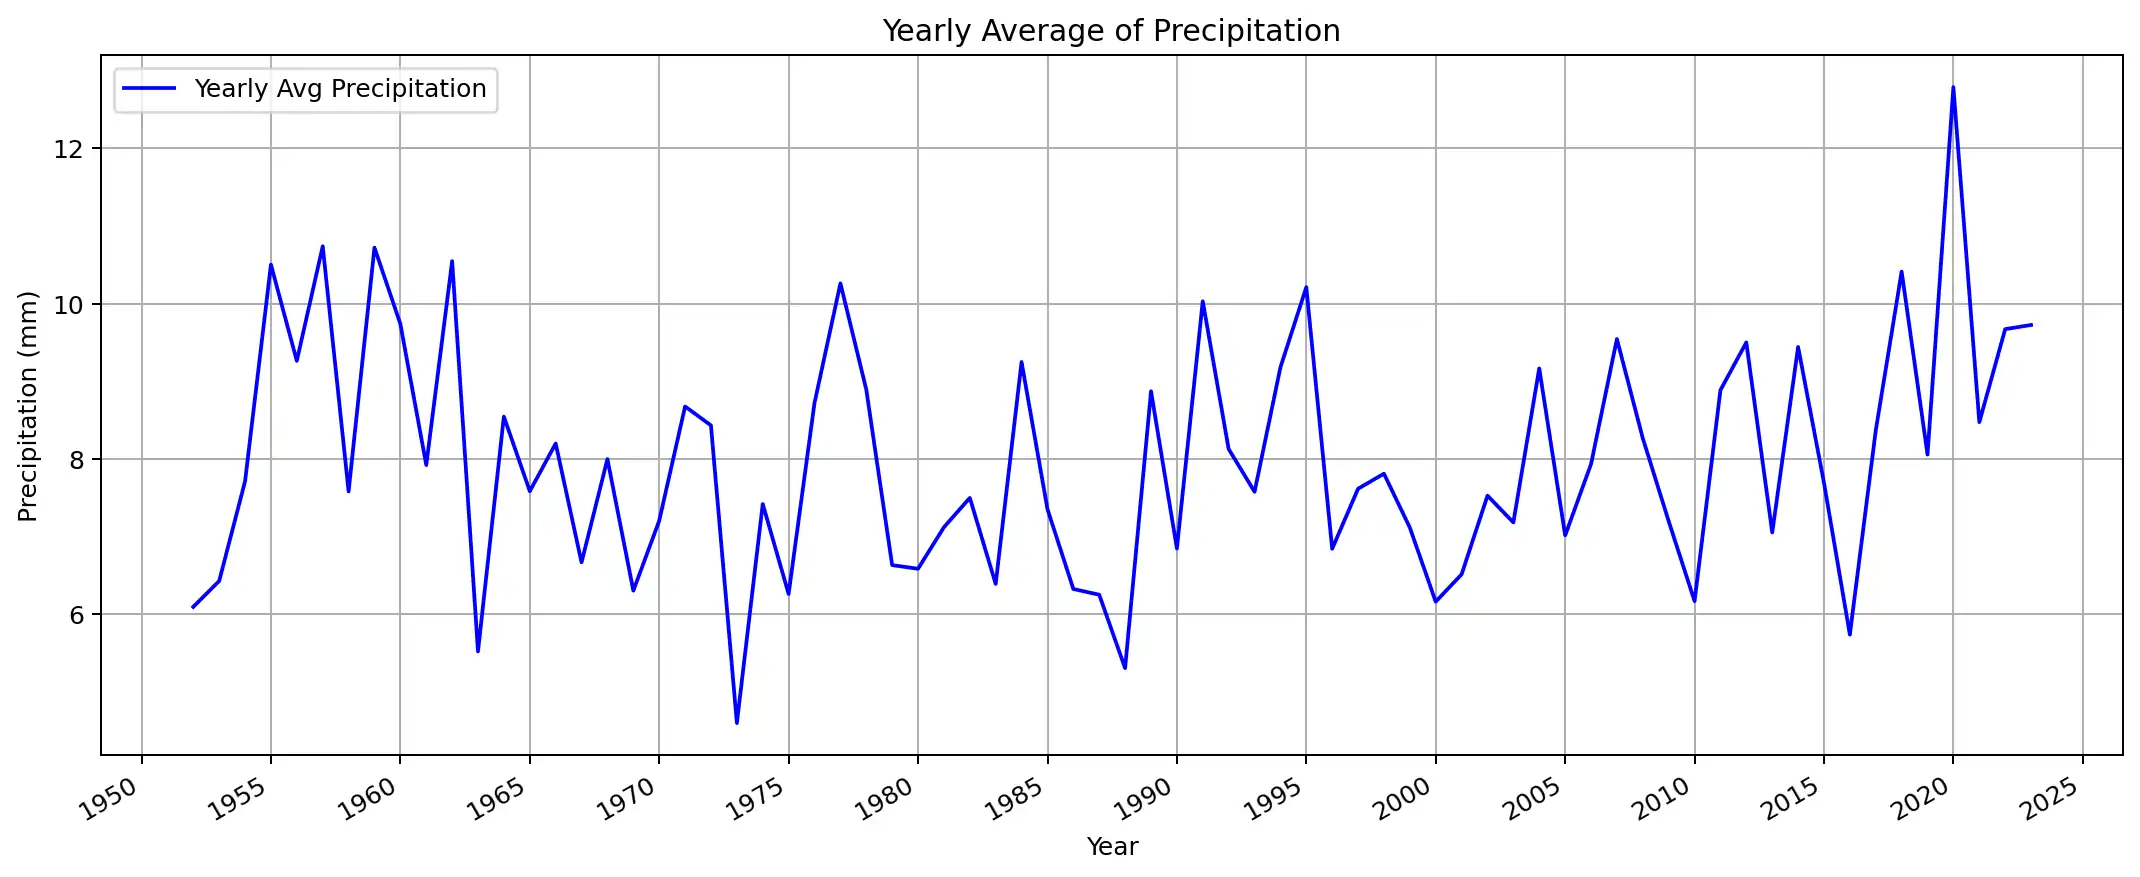 Yearly Average of Precipitation
Yearly Avg Precipitation
Precipitation (mm)
12
10
8
6
1950 1955 1960 1965 1970 1975 1980 1985 1990 1995 2000 2005 2010 2015 2020 2025
Year